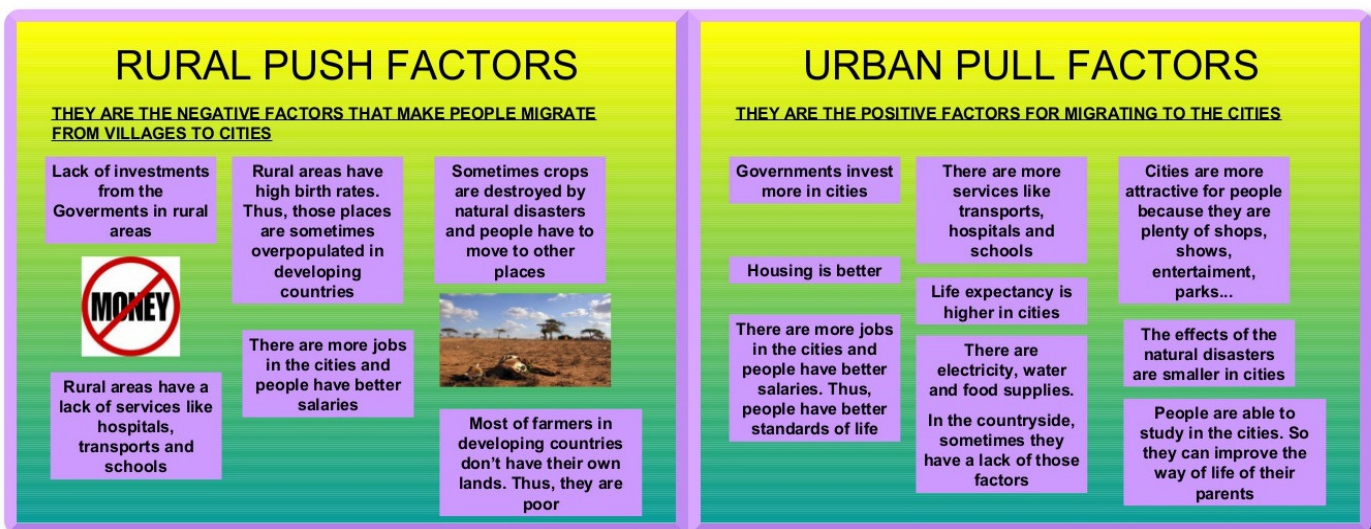 RURAL PUSH FACTORS
THEY ARE THE NEGATIVE FACTORS THAT MAKE PEOPLE MIGRATE
FROM VILLAGES TO CITIES
Lack of investments
from the
Goverments in rural
areas
MONEY
Rural areas have a
lack of services like
hospitals,
transports and
schools
Rural areas have
high birth rates.
Thus, those places
are sometimes
overpopulated in
developing
countries
There are more jobs
in the cities and
people have better
salaries
Sometimes crops
are destroyed by
natural disasters
and people have to
move to other
places
Most of farmers in
developing countries
don’t have their own
lands. Thus, they are
poor
URBAN PULL FACTORS
THEY ARE THE POSITIVE FACTORS FOR MIGRATING TO THE CITIES
Governments invest
more in cities
Housing is better
There are more jobs
in the cities and
people have better
salaries. Thus,
people have better
standards of life
There are more
services like
transports,
hospitals and
schools
Life expectancy is
higher in cities
There are
electricity, water
and food supplies.
In the countryside,
sometimes they
have a lack of those
factors
Cities are more
attractive for people
because they are
plenty of shops,
shows,
entertaiment,
parks...
The effects of the
natural disasters
are smaller in cities
People are able to
study in the cities. So
they can improve the
way of life of their
parents